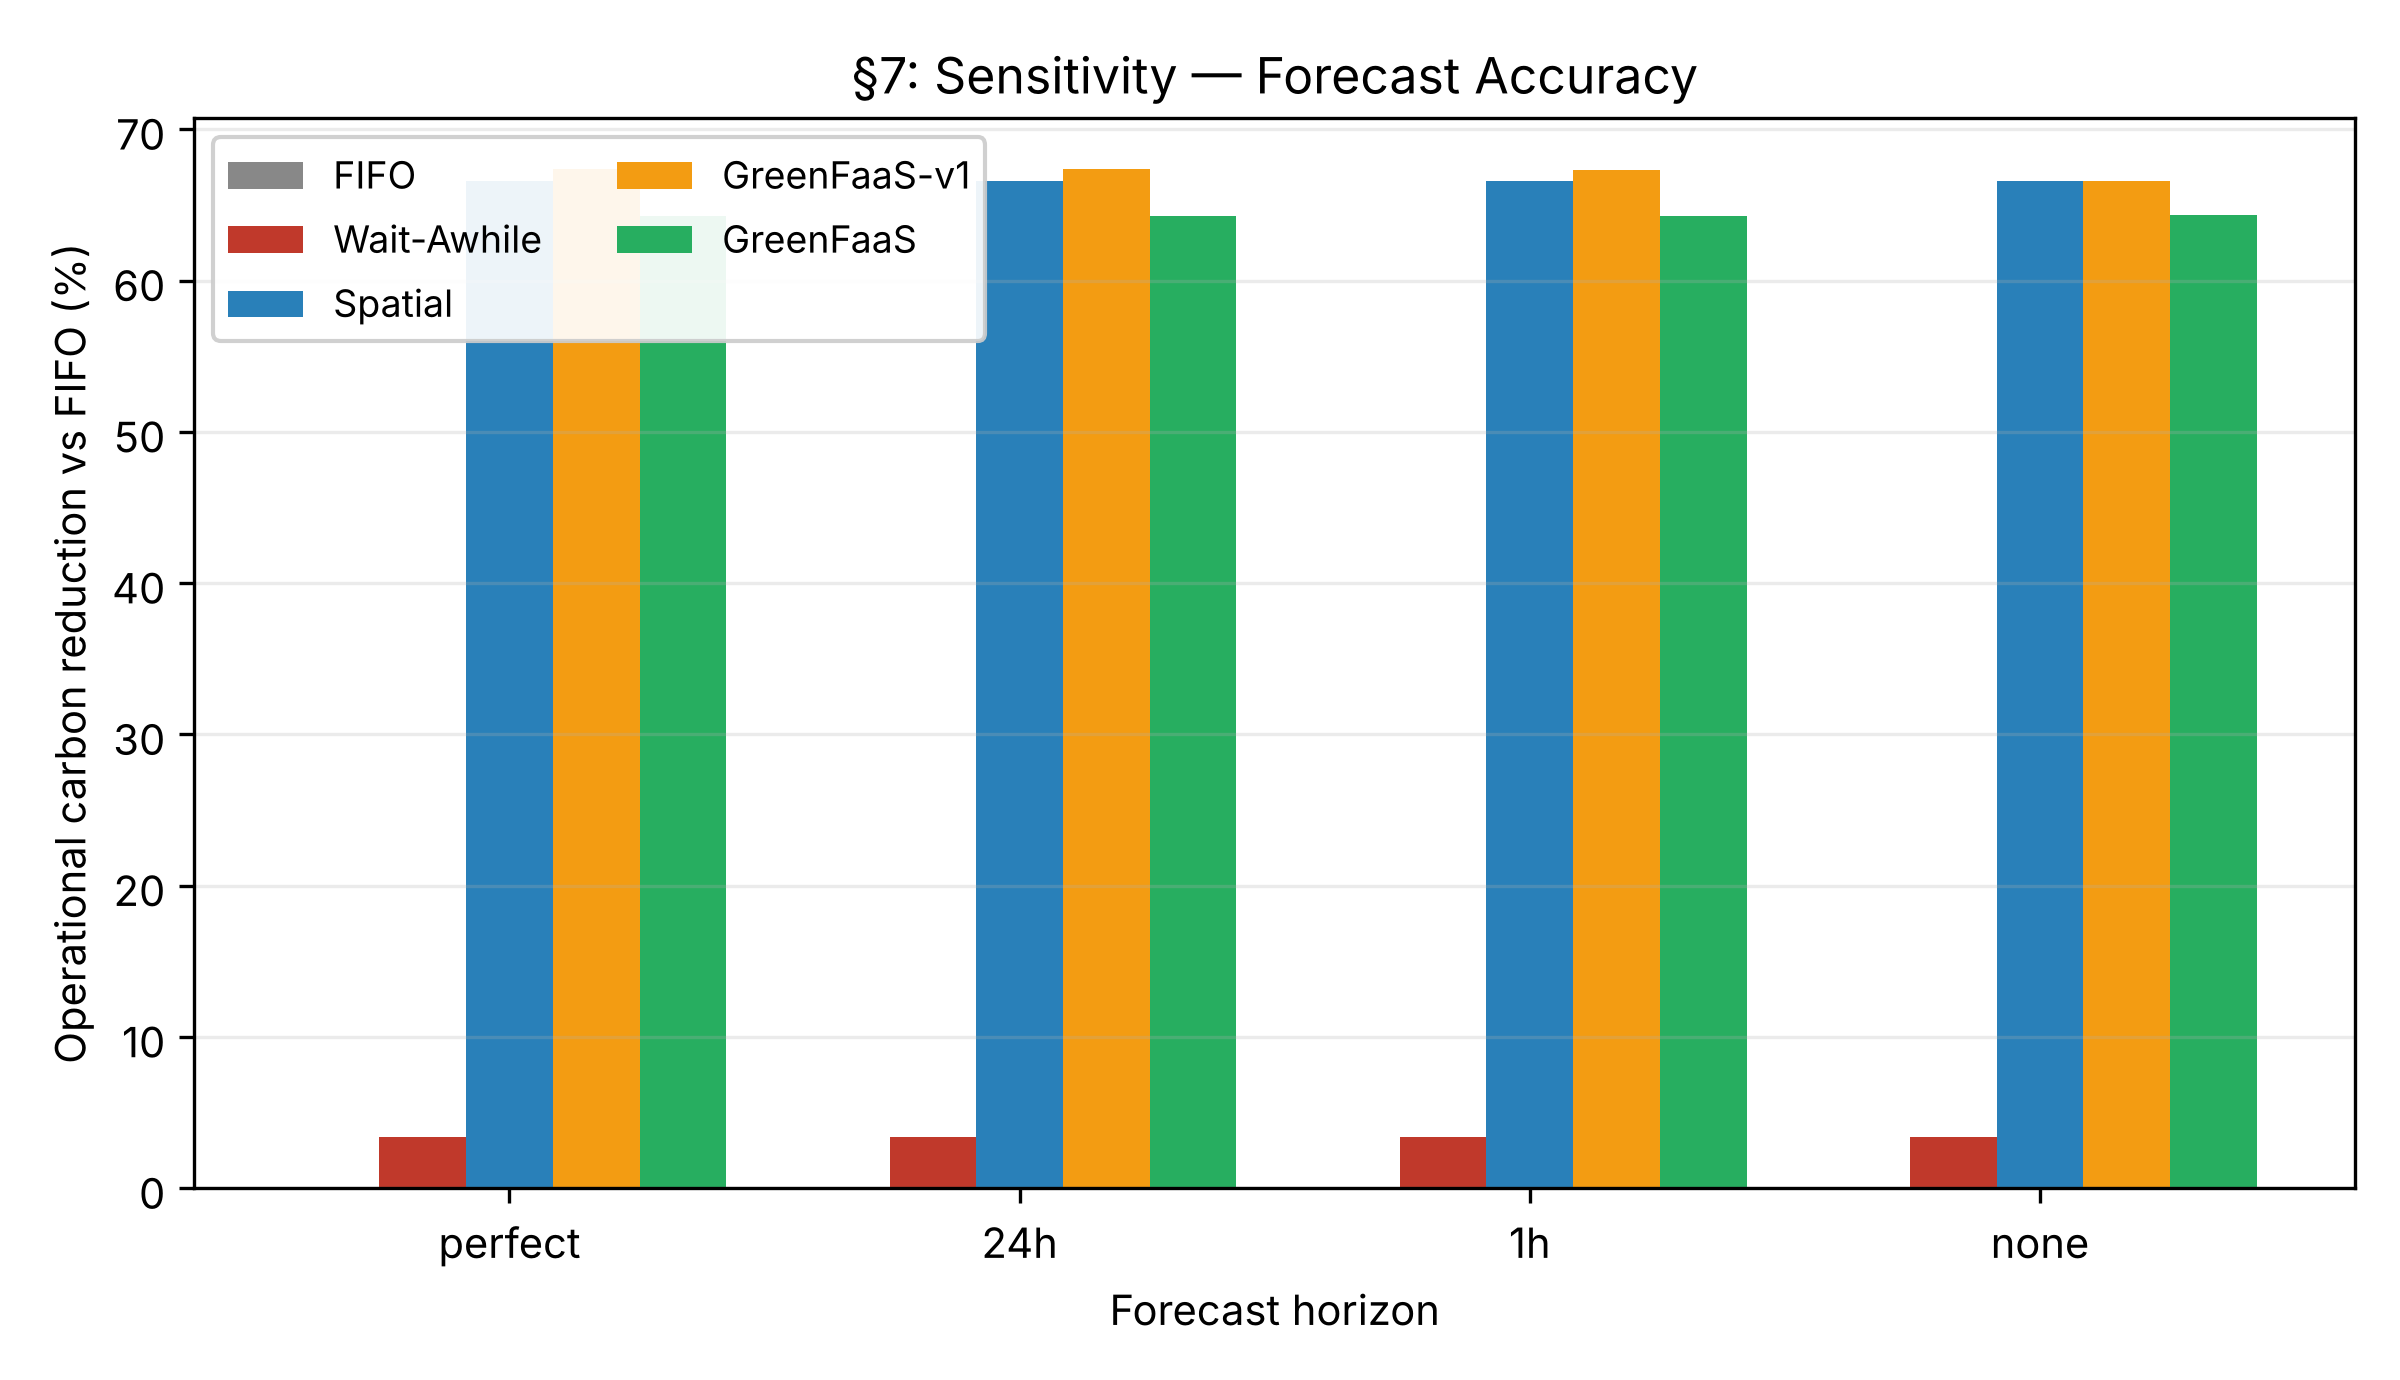 §7: Sensitivity — Forecast Accuracy
FIFO
Wait-Awhile
Spatial
GreenFaaS-v1
GreenFaaS
Operational carbon reduction vs FIFO (%)
70
60
50
40
30
20
10
0
perfect
24h
1h
none
Forecast horizon